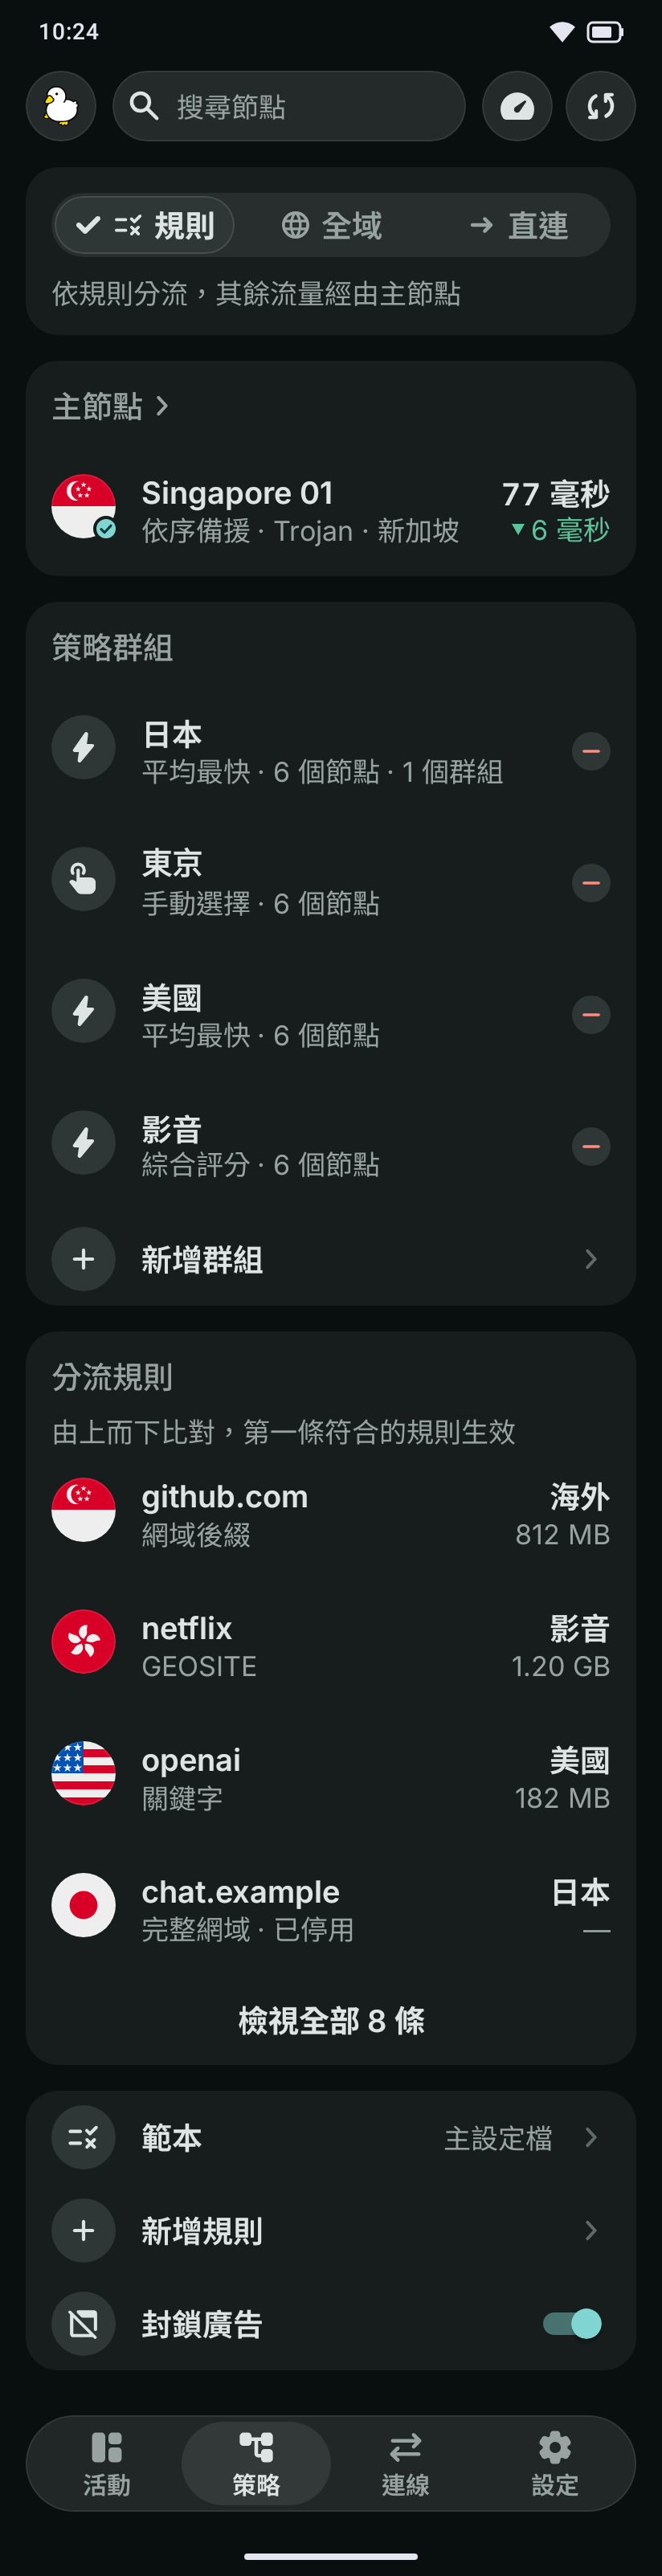 10:24
搜尋節點
規則
全域
直連
依規則分流，其餘流量經由主節點
主節點
Singapore 01
77 毫秒
依序備援 · Trojan · 新加坡
▼6 毫秒
策略群組
日本
平均最快 · 6 個節點 · 1 個群組
東京
手動選擇 · 6 個節點
美國
平均最快 · 6 個節點
影音
綜合評分 · 6 個節點
新增群組
分流規則
由上而下比對，第一條符合的規則生效
github.com
海外
網域後綴
812 MB
netflix
影音
GEOSITE
1.20 GB
openai
美國
關鍵字
182 MB
chat.example
日本
完整網域 · 已停用
—
檢視全部 8 條
範本
主設定檔
新增規則
封鎖廣告
活動
策略
連線
設定